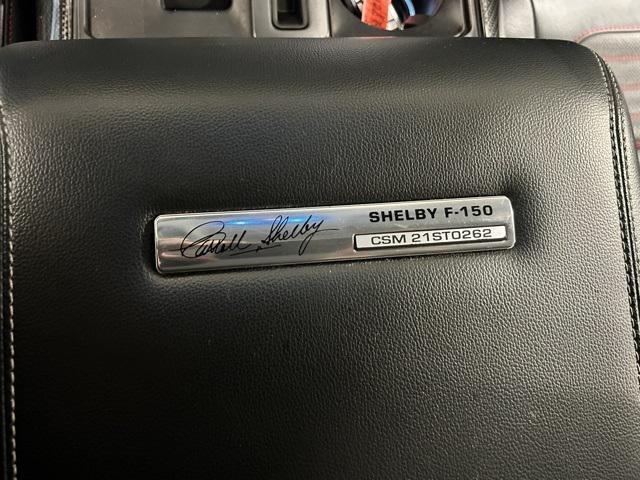 Carroll Shelby
SHELBY F-150
CSM 21ST0262